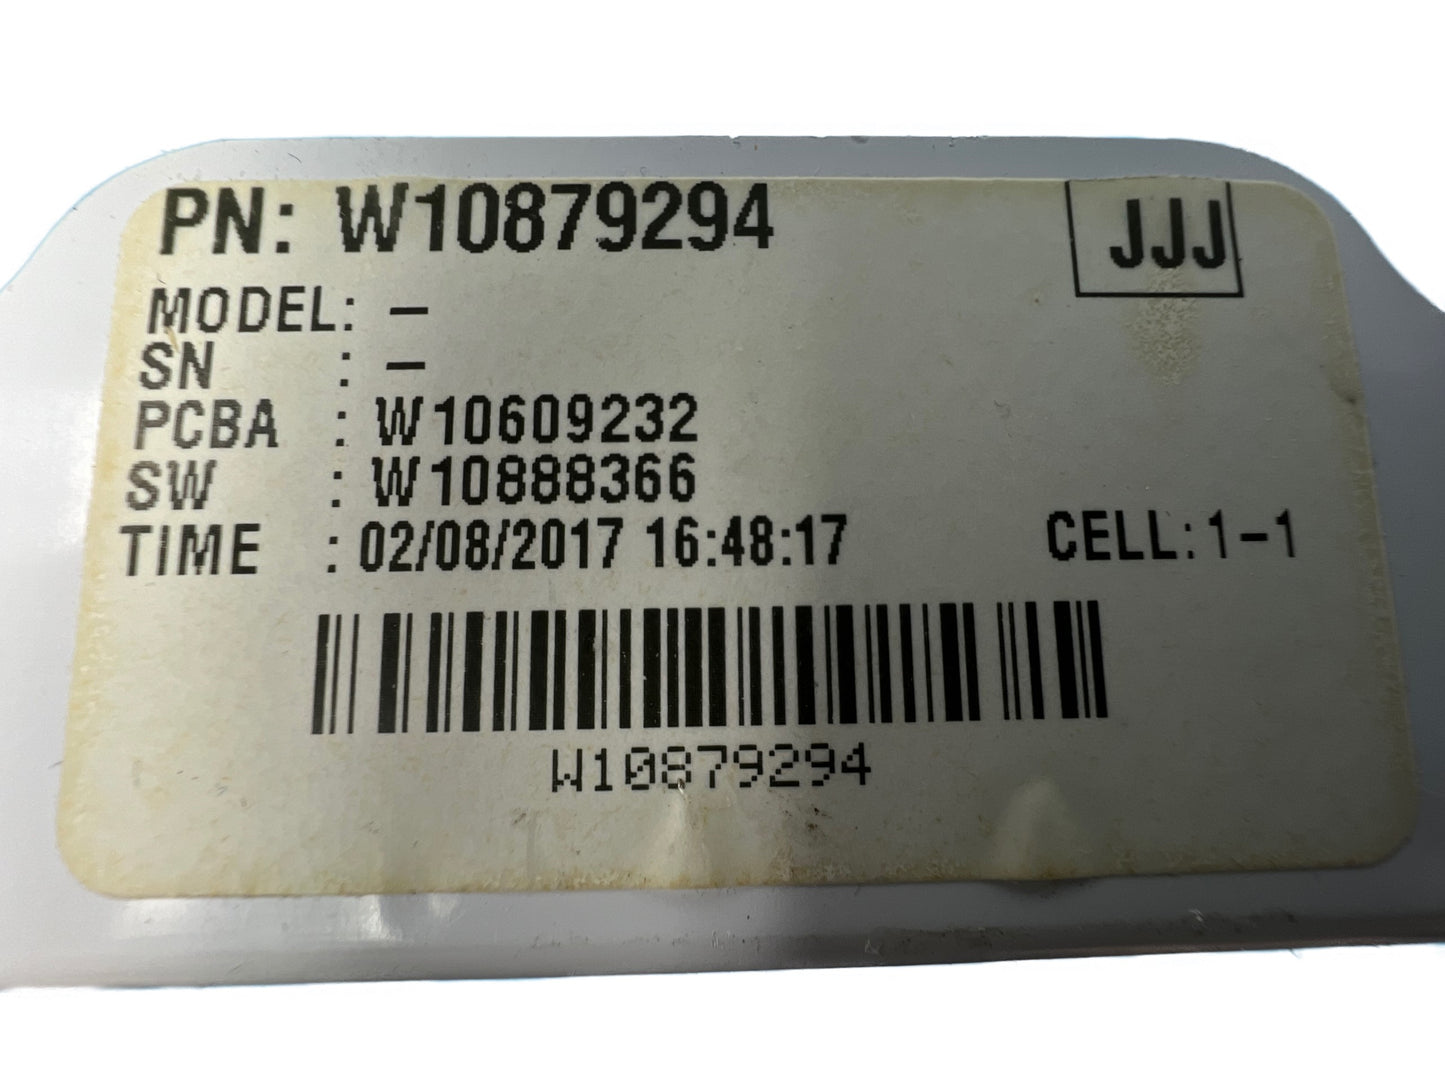 PN: W10879294
JJJ
MODEL: -
SN : -
PCBA : W10609232
SW : W10888366
TIME : 02/08/2017 16:48:17 CELL: 1-1
W10879294